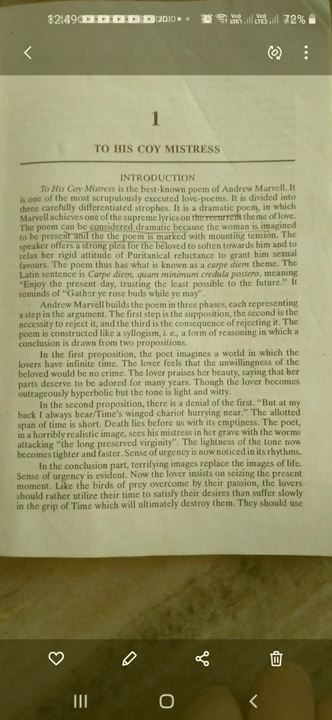 12:49
72%
1
TO HIS COY MISTRESS
INTRODUCTION
To His Coy Mistress is the best-known poem of Andrew Marvell. It
is one of the most scrupulously executed love-poems. It is divided into
three carefully differentiated strophes. It is a dramatic poem, in which
Marvell achieves one of the supreme lyrics on the recurrent theme of love.
The poem can be considered dramatic because the woman is imagined
to be present and the the poem is marked with mounting tension. The
speaker offers a strong plea for the beloved to soften towards him and to
relax her rigid attitude of Puritanical reluctance to grant him sexual
favours. The poem thus has what is known as a carpe diem theme. The
Latin sentence is Carpe diem, quam minimum credula postero, meaning
"Enjoy the present day, trusting the least possible to the future." It
reminds of "Gather ye rose buds while ye may".
Andrew Marvell builds the poem in three phases, each representing
a step in the argument. The first step is the supposition, the second is the
necessity to reject it, and the third is the consequence of rejecting it. The
poem is constructed like a syllogism, i. e., a form of reasoning in which a
conclusion is drawn from two propositions.
In the first proposition, the poet imagines a world in which the
lovers have infinite time. The lover feels that the unwillingness of the
beloved would be no crime. The lover praises her beauty, saying that her
parts deserve to be adored for many years. Though the lover becomes
outrageously hyperbolic but the tone is light and witty.
In the second proposition, there is a denial of the first. "But at my
back I always hear/Time's winged chariot hurrying near." The allotted
span of time is short. Death lies before us with its emptiness. The poet,
in a horribly realistic image, sees his mistress in her grave with the worms
attacking "the long preserved virginity". The lightness of the tone now
becomes tighter and faster. Sense of urgency is now noticed in its rhythms.
In the conclusion part, terrifying images replace the images of life.
Sense of urgency is evident. Now the lover insists on seizing the present
moment. Like the birds of prey overcome by their passion, the lovers
should rather utilize their time to satisfy their desires than suffer slowly
in the grip of Time which will ultimately destroy them. They should use